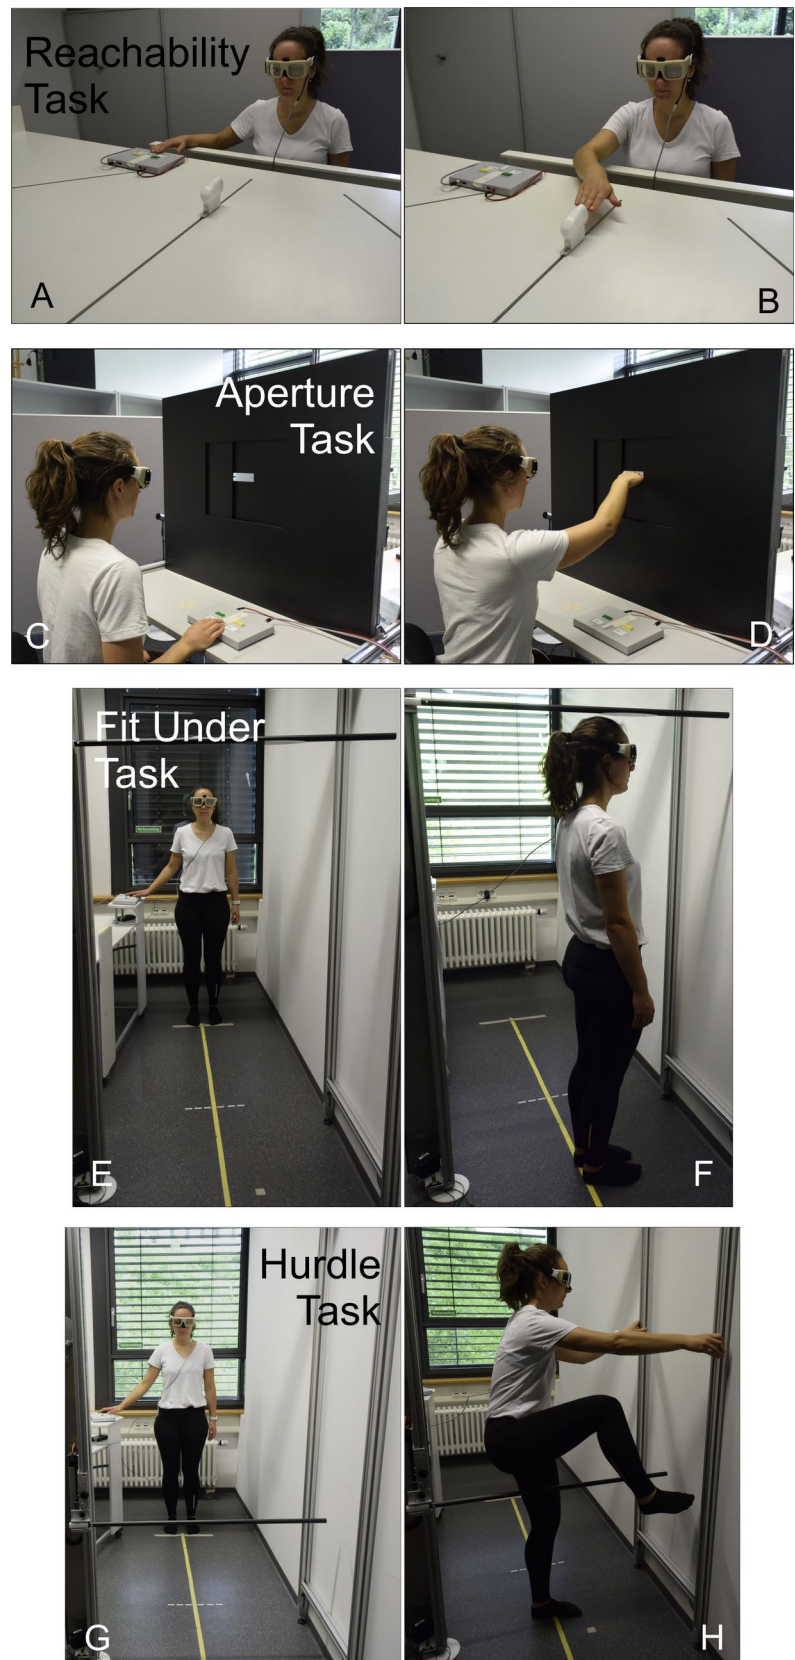 Reachability
Task
A
B
Aperture
Task
C
D
Fit Under
Task
E
F
Hurdle
Task
G
H